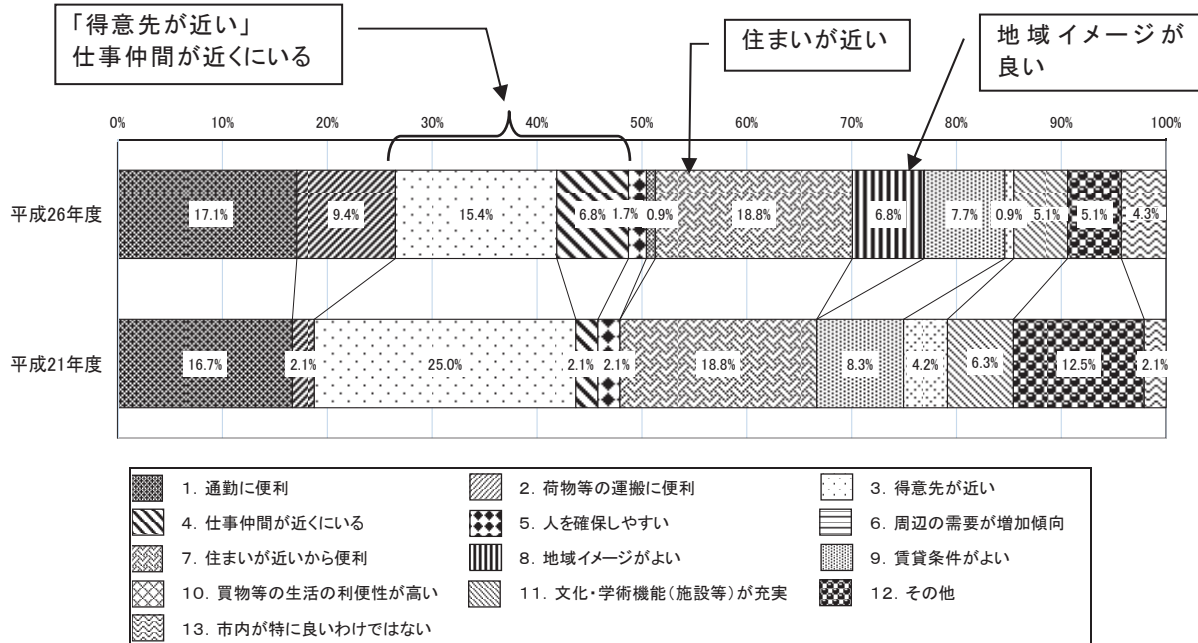 「得意先が近い」
仕事仲間が近くにいる
住まいが近い
地域イメージが
良い
0% 10% 20% 30% 40% 50% 60% 70% 80% 90% 100%
平成26年度 17.1% 9.4% 15.4% 6.8% 1.7% 0.9% 18.8% 6.8% 7.7% 0.9% 5.1% 5.1% 4.3%
平成21年度 16.7% 2.1% 25.0% 2.1% 2.1% 18.8% 8.3% 4.2% 6.3% 12.5% 2.1%
1. 通勤に便利 2. 荷物等の運搬に便利 3. 得意先が近い
4. 仕事仲間が近くにいる 5. 人を確保しやすい 6. 周辺の需要が増加傾向
7. 住まいが近いから便利 8. 地域イメージがよい 9. 賃貸条件がよい
10. 買物等の生活の利便性が高い 11. 文化・学術機能(施設等)が充実 12. その他
13. 市内が特に良いわけではない